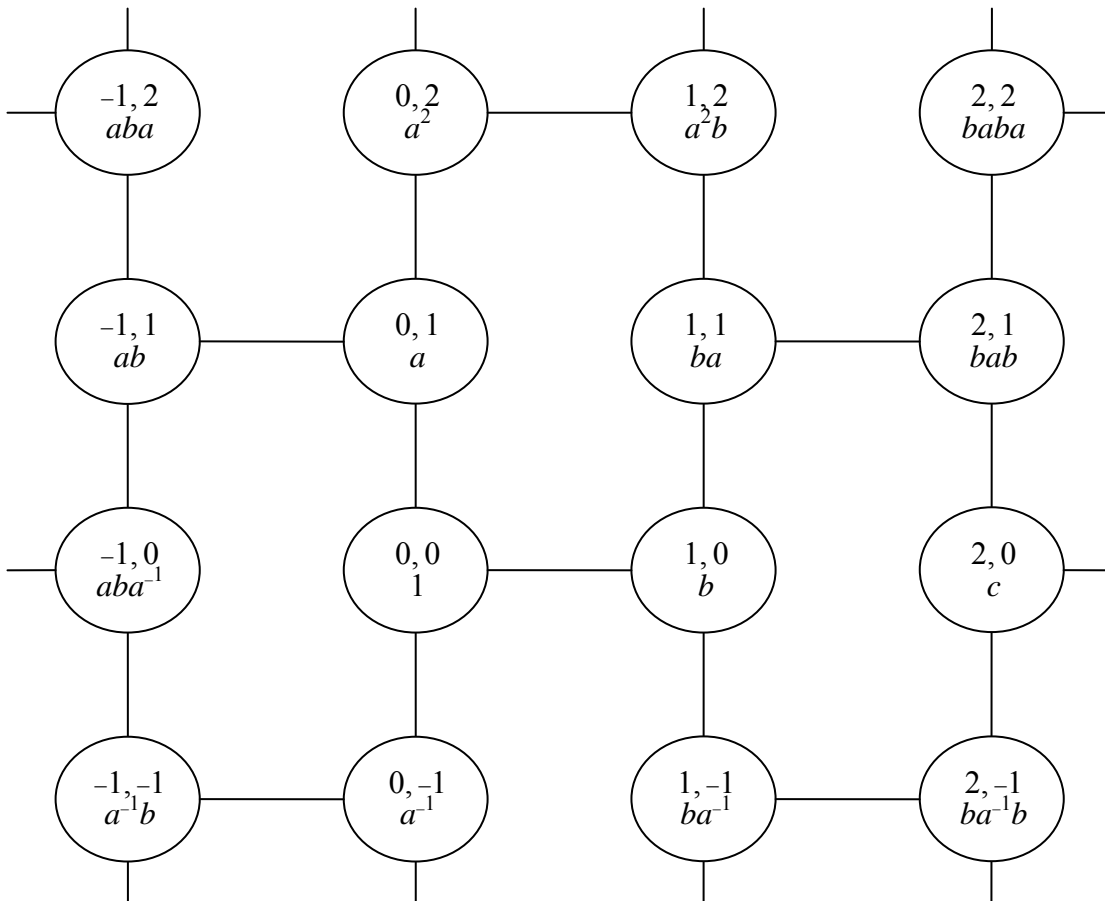 –1, 2
aba
0, 2
a²
1, 2
a²b
2, 2
baba
–1, 1
ab
0, 1
a
1, 1
ba
2, 1
bab
–1, 0
aba⁻¹
0, 0
1
1, 0
b
2, 0
c
–1, –1
a⁻¹b
0, –1
a⁻¹
1, –1
ba⁻¹
2, –1
ba⁻¹b